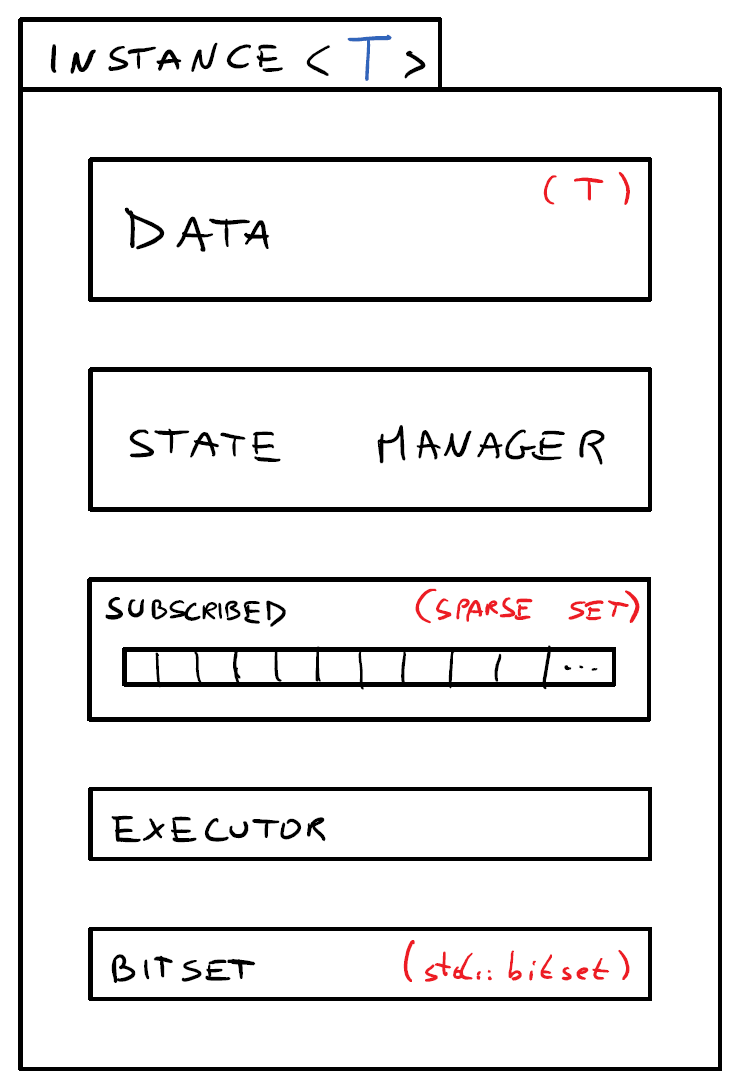 INSTANCE < T >
(T)
DATA
STATE MANAGER
SUBSCRIBED (SPARSE SET)
...
EXECUTOR
BITSET (std::bitset)